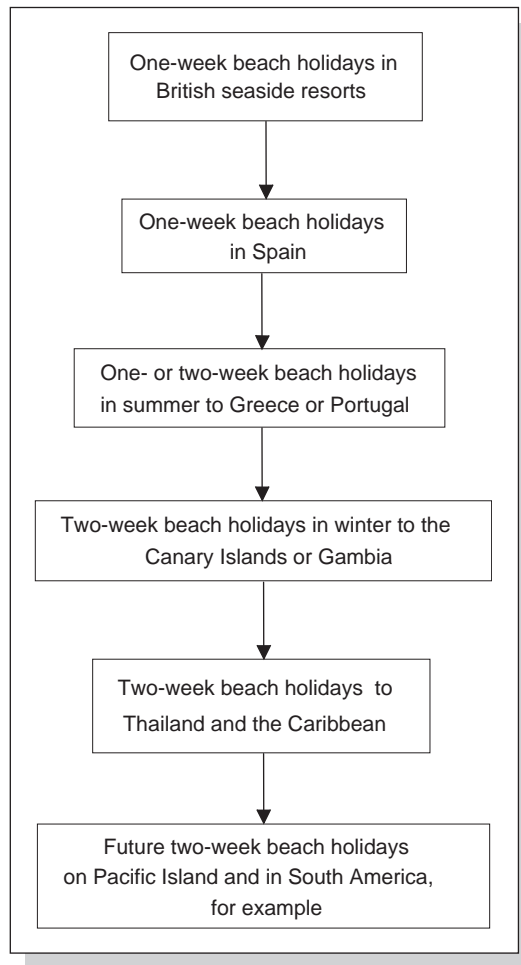 One-week beach holidays in
British seaside resorts
One-week beach holidays
in Spain
One- or two-week beach holidays
in summer to Greece or Portugal
Two-week beach holidays in winter to the
Canary Islands or Gambia
Two-week beach holidays to
Thailand and the Caribbean
Future two-week beach holidays
on Pacific Island and in South America,
for example